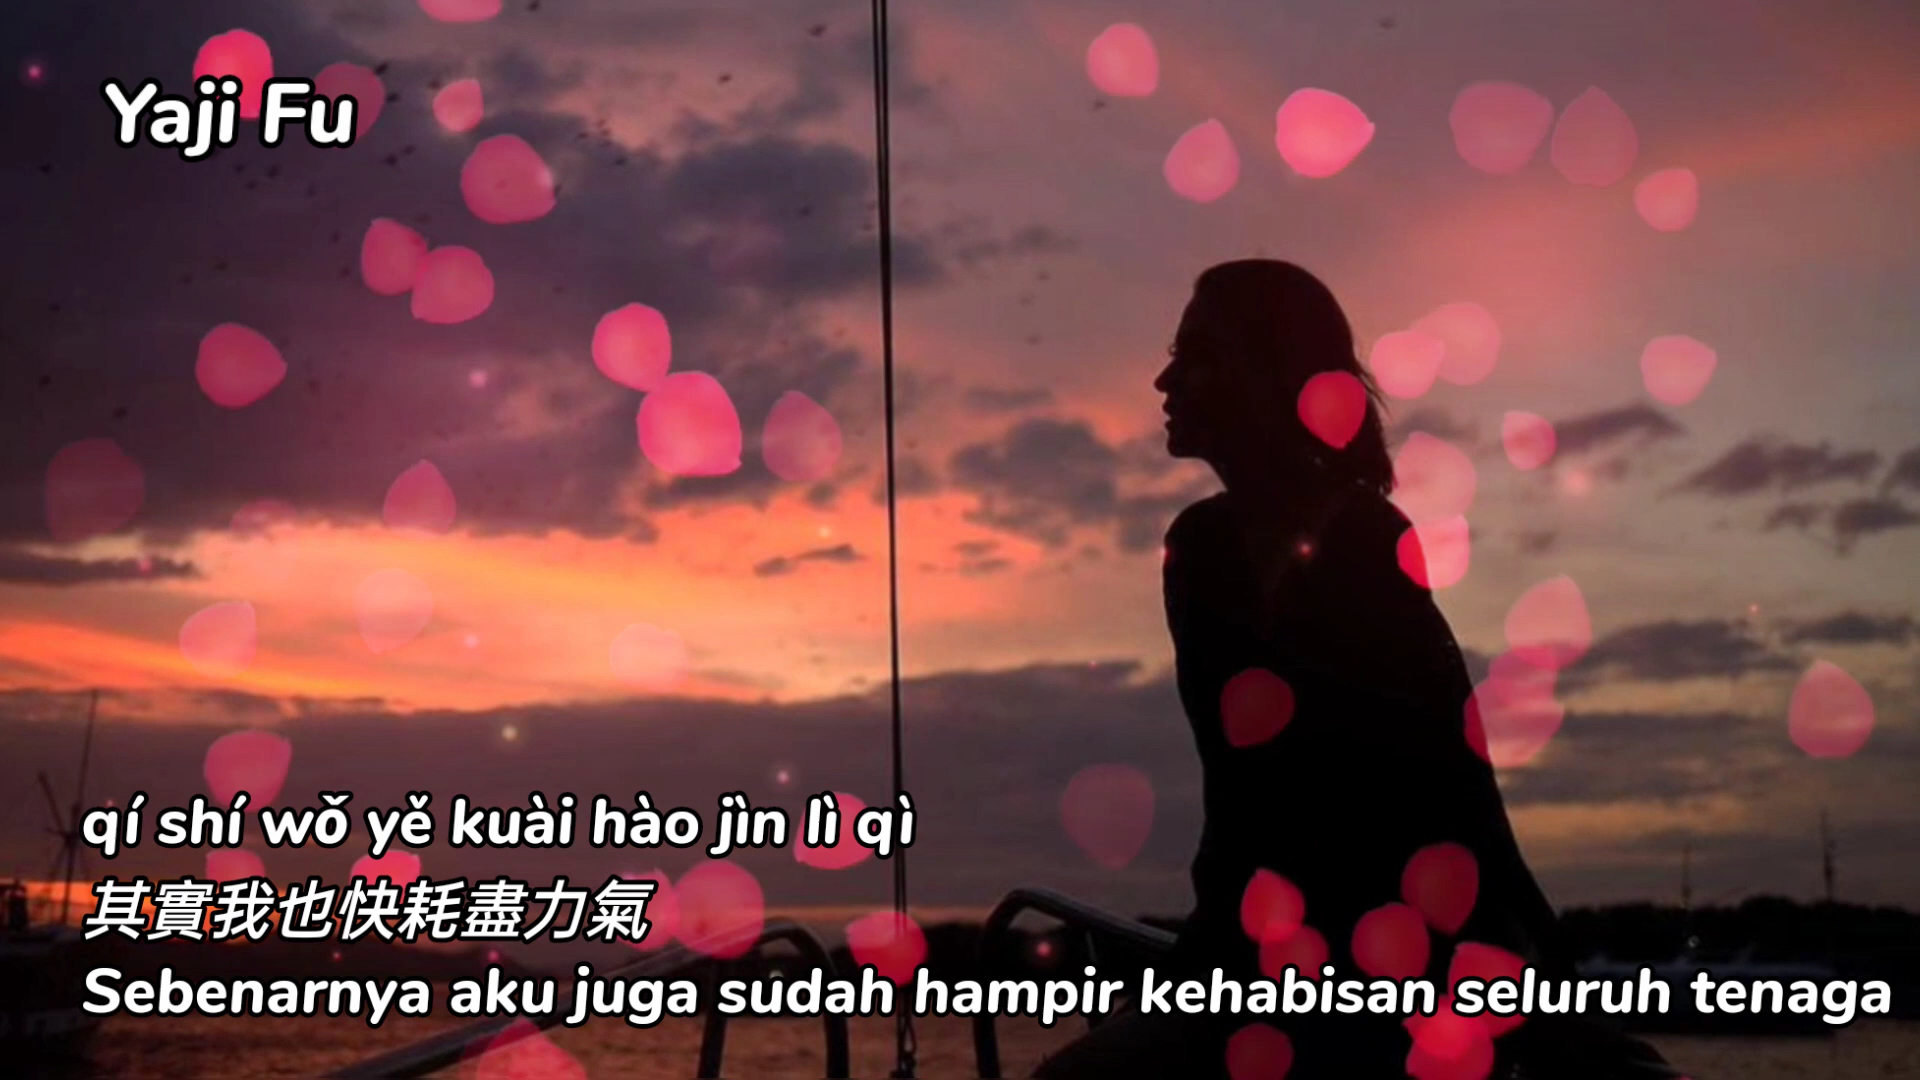 Yaji Fu
qí shí wǒ yě kuài hào jìn lì qì
其實我也快耗盡力氣
Sebenarnya aku juga sudah hampir kehabisan seluruh tenaga